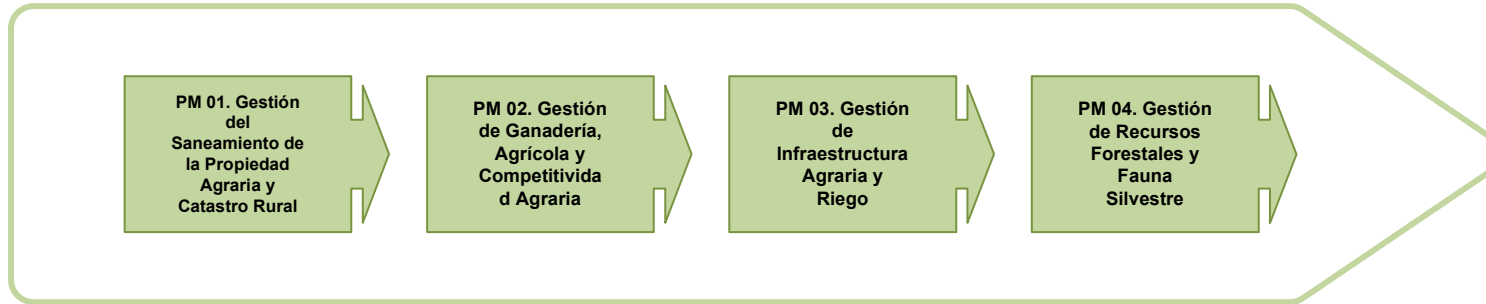 PM 01. Gestión
del
Saneamiento de
la Propiedad
Agraria y
Catastro Rural
PM 02. Gestión
de Ganadería,
Agrícola y
Competitivida
d Agraria
PM 03. Gestión
de
Infraestructura
Agraria y
Riego
PM 04. Gestión
de Recursos
Forestales y
Fauna
Silvestre